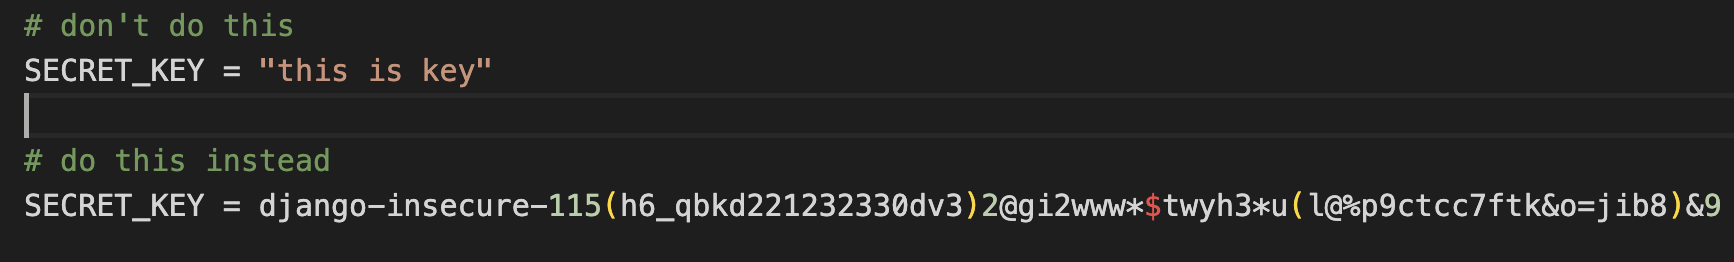 # don't do this
SECRET_KEY = "this is key"
# do this instead
SECRET_KEY = django-insecure-115(h6_qbkd221232330dv3)2@gi2www*$twyh3*u(l@%p9ctcc7ftk&o=jib8)&9